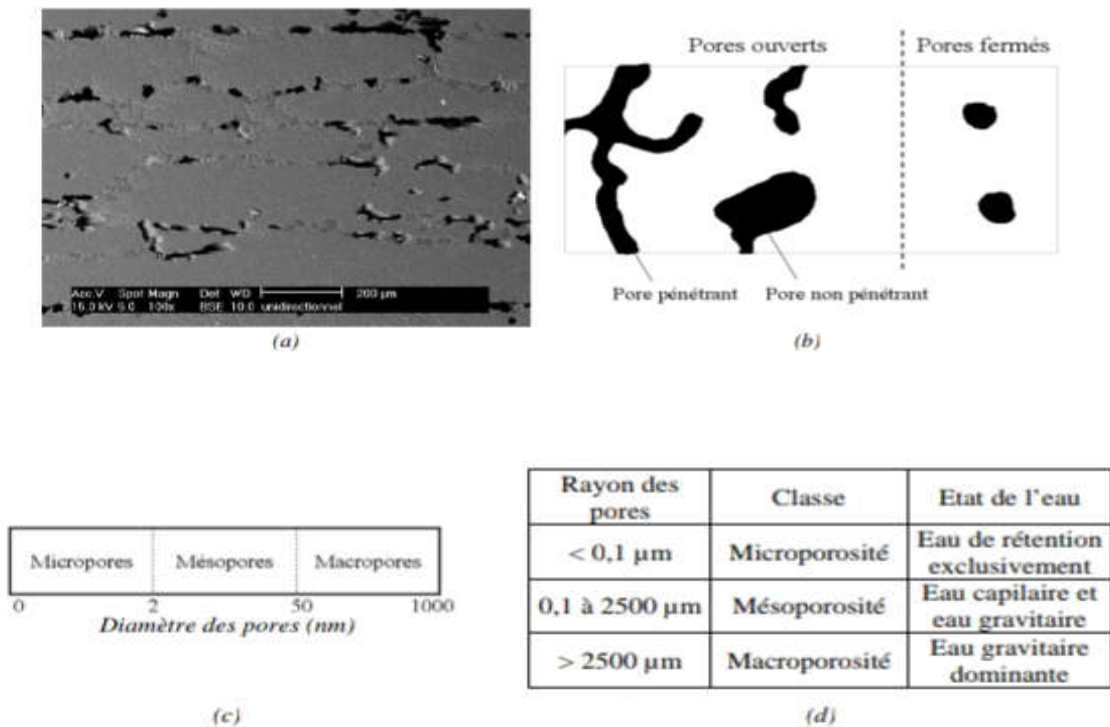 Acc.V Spot Magn Det WD 200 µm
15.0 kV 5.0 100x BSE 10.0 unidirectionnel
(a)
Pores ouverts
Pores fermés
Pore pénétrant
Pore non pénétrant
(b)
Micropores
Mésopores
Macropores
0 2 50 1000
Diamètre des pores (nm)
(c)
Rayon des
pores
Classe
Etat de l’eau
< 0,1 µm
Microporosité
Eau de rétention
exclusivement
0,1 à 2500 µm
Mésoporosité
Eau capilaire et
eau gravitaire
> 2500 µm
Macroporosité
Eau gravitaire
dominante
(d)